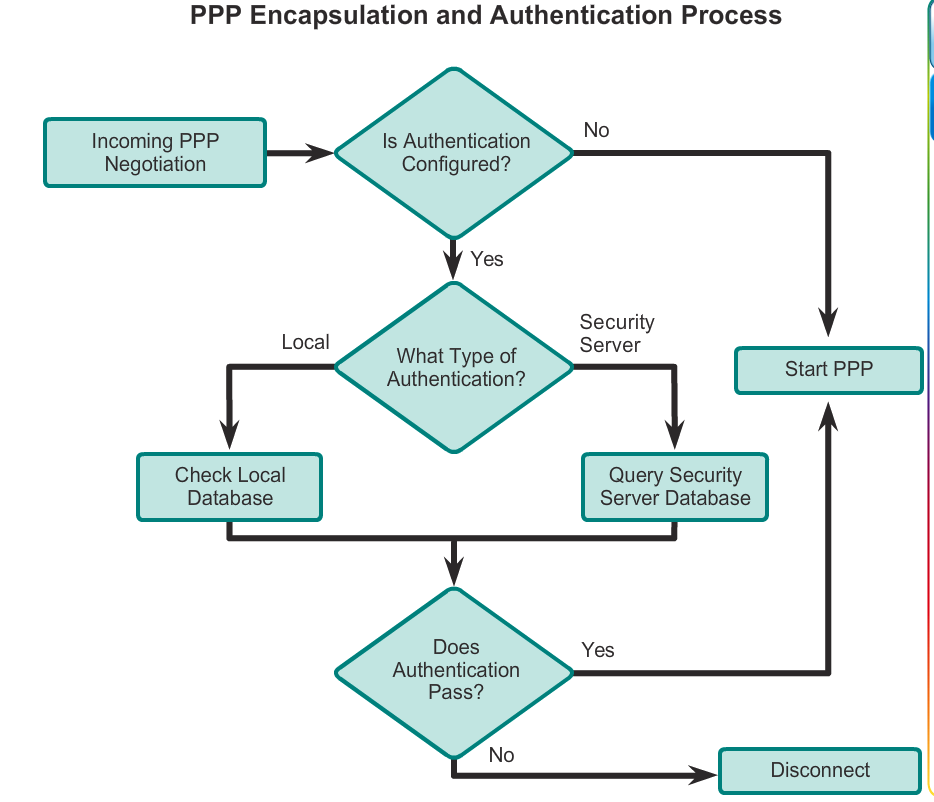 PPP Encapsulation and Authentication Process
Incoming PPP
Negotiation
Is Authentication
Configured?
No
Yes
Local
What Type of
Authentication?
Security
Server
Start PPP
Check Local
Database
Query Security
Server Database
Does
Authentication
Pass?
Yes
No
Disconnect